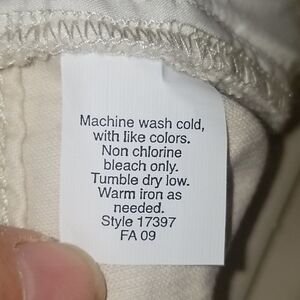 Machine wash cold,
with like colors.
Non chlorine
bleach only.
Tumble dry low.
Warm iron as
needed.
Style 17397
FA 09